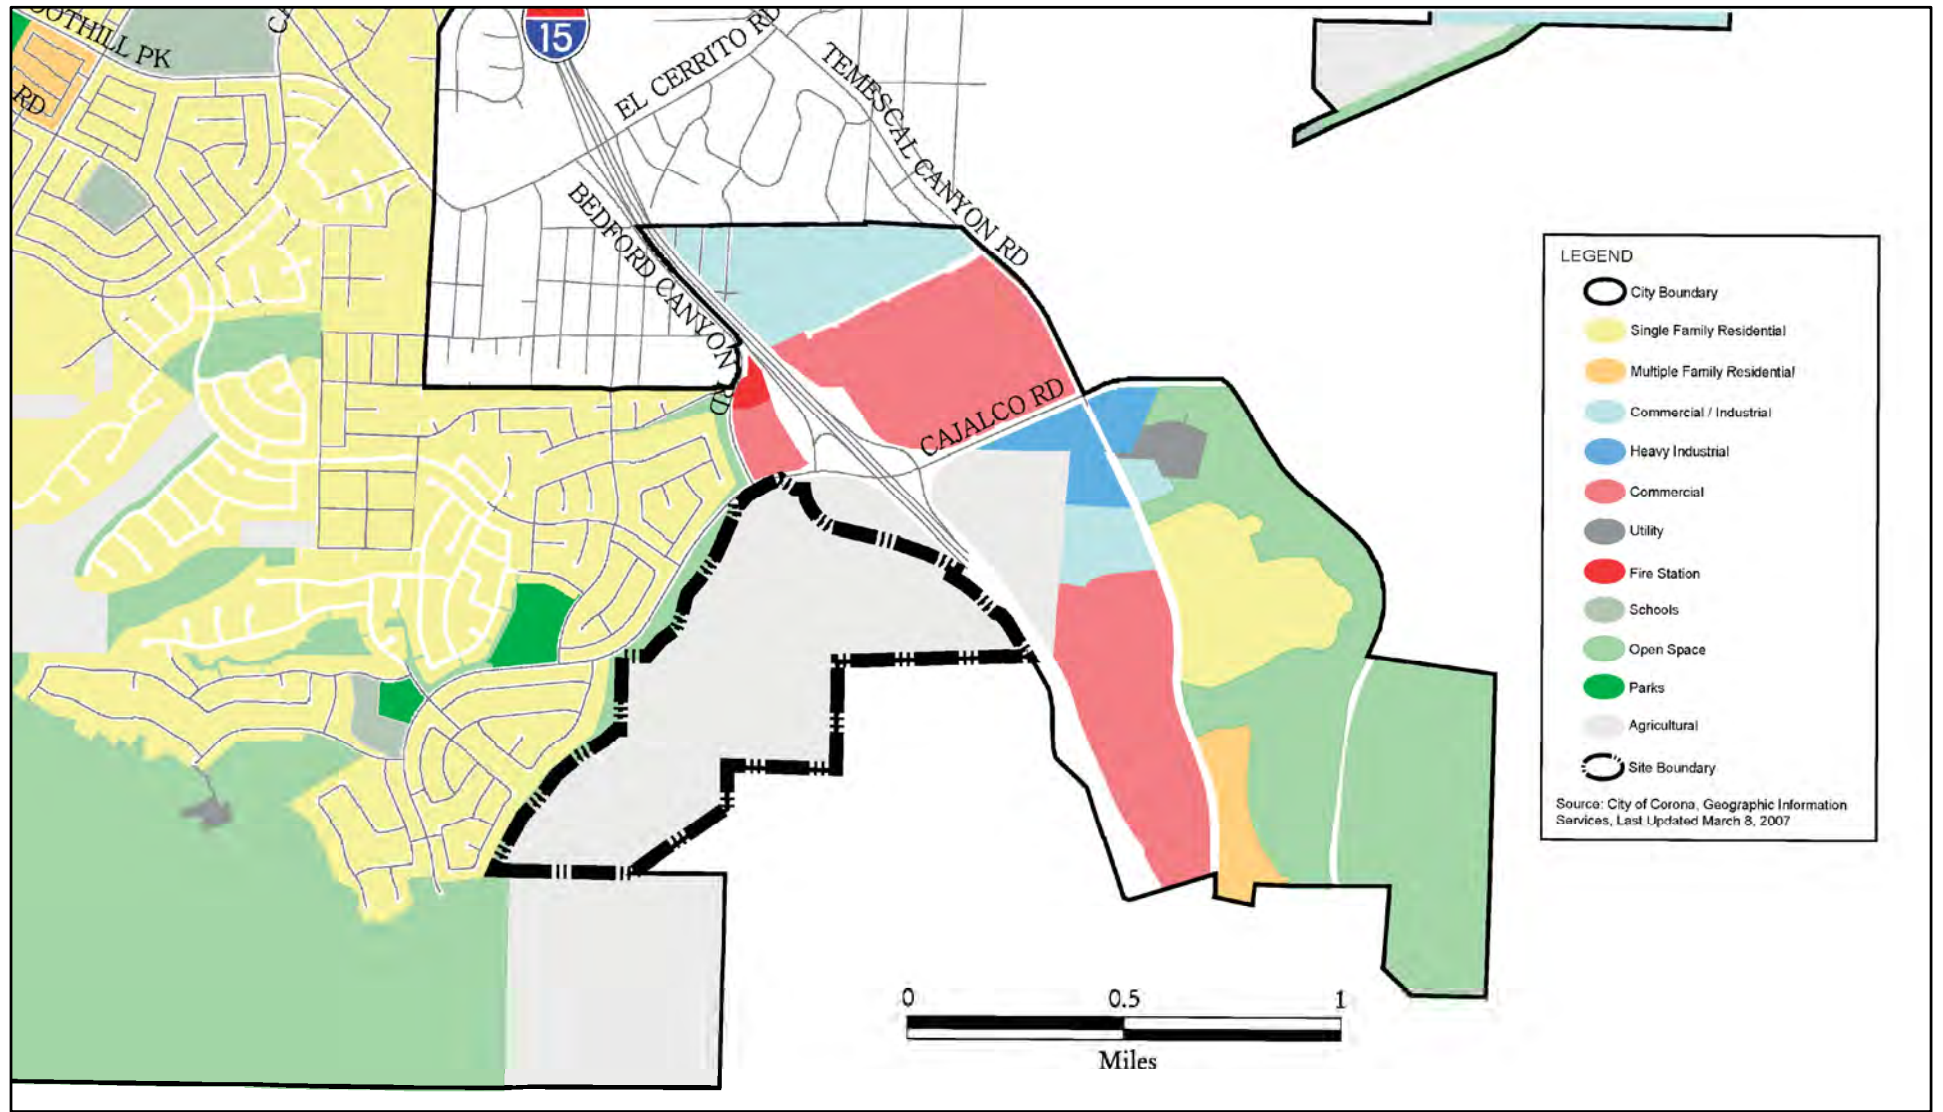 OOTHILL PK
RD
15
EL CERRITO RD
TEMESCAL CANYON RD
BEDFORD CANYON RD
CAJALCO RD
LEGEND
City Boundary
Single Family Residential
Multiple Family Residential
Commercial / Industrial
Heavy Industrial
Commercial
Utility
Fire Station
Schools
Open Space
Parks
Agricultural
Site Boundary
Source: City of Corona, Geographic Information
Services, Last Updated March 8, 2007
0 0.5 1
Miles